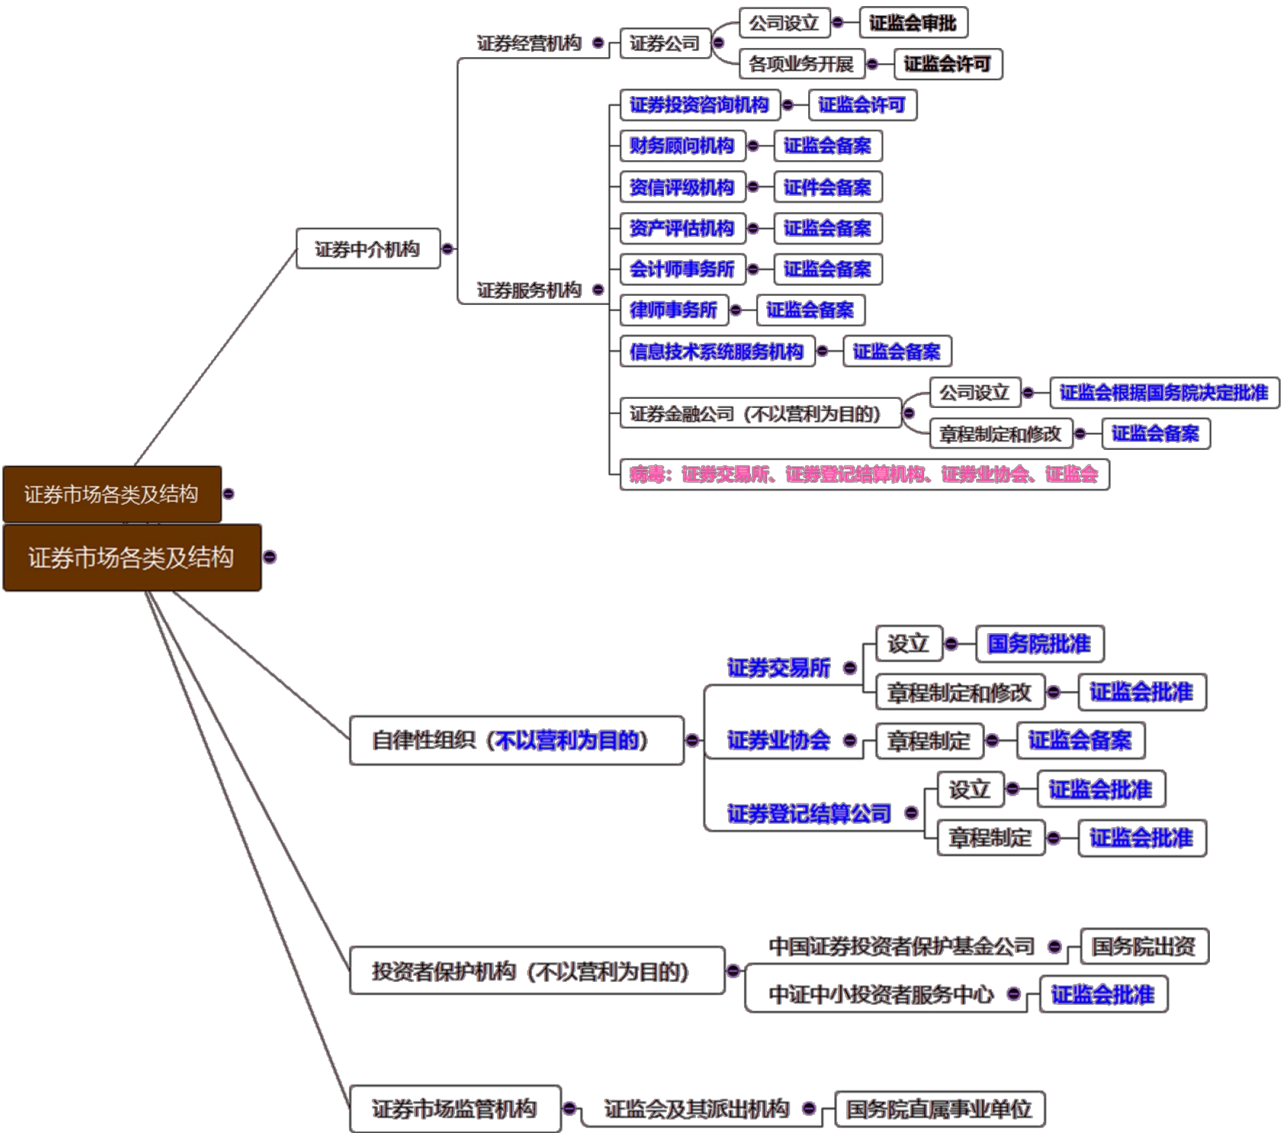 证券市场各类及结构
证券中介机构
证券经营机构
证券公司
公司设立
证监会审批
各项业务开展
证监会许可
证券服务机构
证券投资咨询机构
证监会许可
财务顾问机构
证监会备案
资信评级机构
证件会备案
资产评估机构
证监会备案
会计师事务所
证监会备案
律师事务所
证监会备案
信息技术系统服务机构
证监会备案
证券金融公司（不以营利为目的）
公司设立
证监会根据国务院决定批准
章程制定和修改
证监会备案
病毒：证券交易所、证券登记结算机构、证券业协会、证监会
证券市场各类及结构
自律性组织（不以营利为目的）
证券交易所
设立
国务院批准
章程制定和修改
证监会批准
证券业协会
章程制定
证监会备案
证券登记结算公司
设立
证监会批准
章程制定
证监会批准
投资者保护机构（不以营利为目的）
中国证券投资者保护基金公司
国务院出资
中证中小投资者服务中心
证监会批准
证券市场监管机构
证监会及其派出机构
国务院直属事业单位